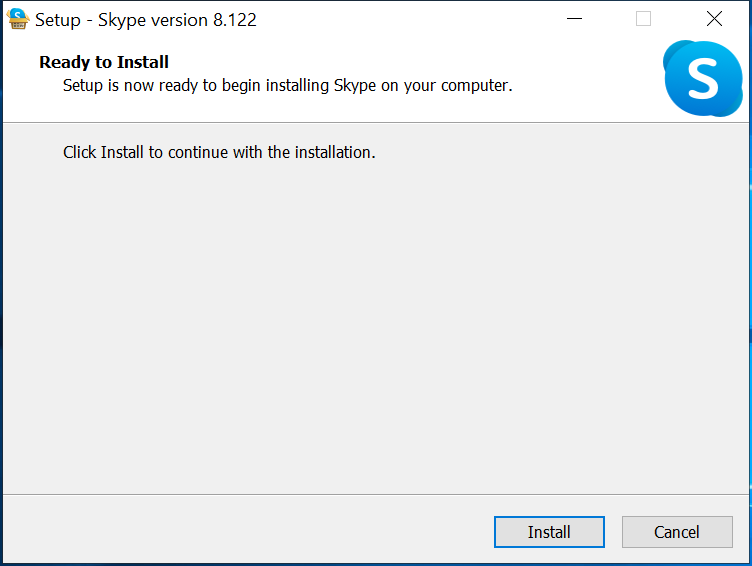 Setup - Skype version 8.122
Ready to Install
Setup is now ready to begin installing Skype on your computer.
S
Click Install to continue with the installation.
Install
Cancel